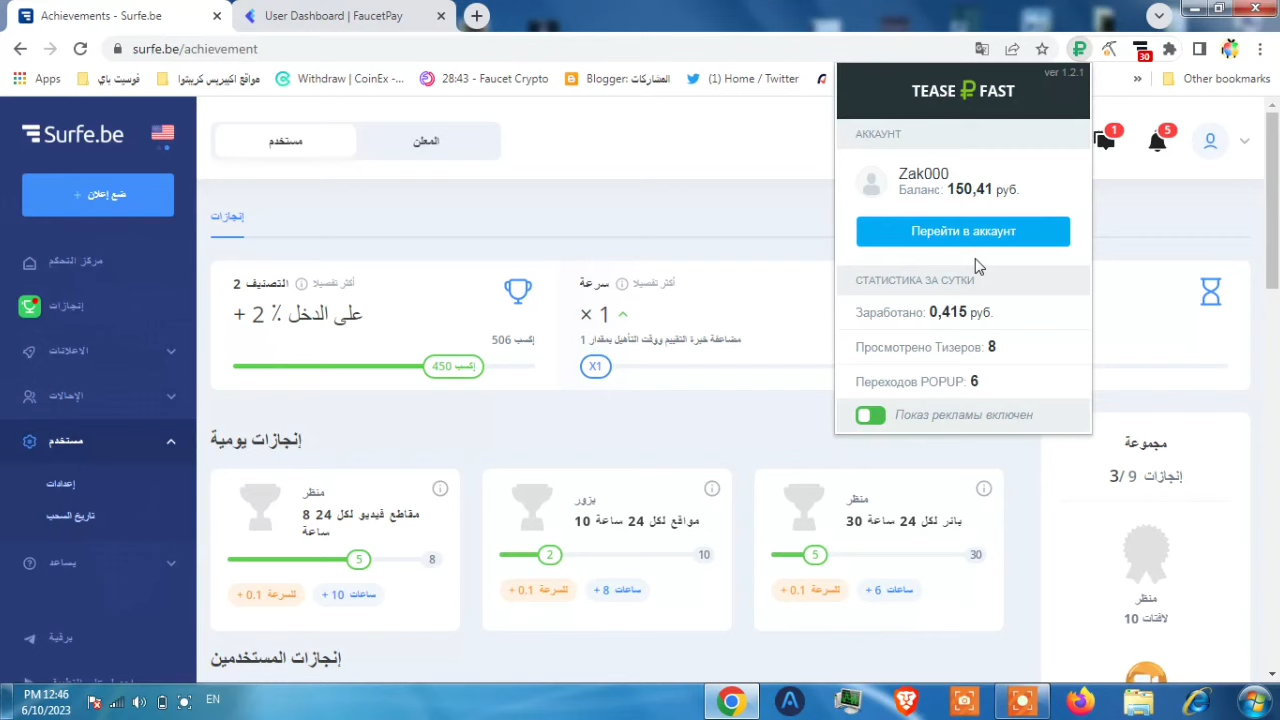 Achievements - Surfe.be
User Dashboard | FaucetPay
surfe.be/achievement
30
Apps
فوسيت باي
مواقع اكبريس كريبتوا
Withdraw | C
28:43 - Faucet Crypto
Blogger: المشاركات
(1) Home / Twitter
»
Other bookmarks
Surfe.be
ضع إعلان +
مركز التحكم
إنجازات
الاعلانات
الإحالات
مستخدم
إعدادات
تاريخ السحب
يساعد
برقية
مستخدم
المعلن
1
5
إنجازات
التصنيف 2
أكثر تفصيلا
+ 2 ٪ على الدخل
إكسب 506
إكسب 450
سرعة
أكثر تفصيلا
× 1
مضاعفة خبرة التقييم ووقت التأهيل بمقدار 1
X1
TEASE FAST
ver 1.2.1
АККАУНТ
Zak000
Баланс: 150,41 руб.
Перейти в аккаунт
СТАТИСТИКА ЗА СУТКИ
Заработано: 0,415 руб.
Просмотрено Тизеров: 8
Переходов POPUP: 6
Показ рекламы включен
إنجازات يومية
منظر
8 مقاطع فيديو لكل 24
ساعة
5
8
+ 0.1 للسرعة
+ 10 ساعات
يزور
10 مواقع لكل 24 ساعة
2
10
+ 0.1 للسرعة
+ 8 ساعات
منظر
30 بانر لكل 24 ساعة
5
30
+ 0.1 للسرعة
+ 6 ساعات
مجموعة
3/ 9 إنجازات
منظر
10 لافتات
إنجازات المستخدمين
PM 12:46
6/10/2023
EN